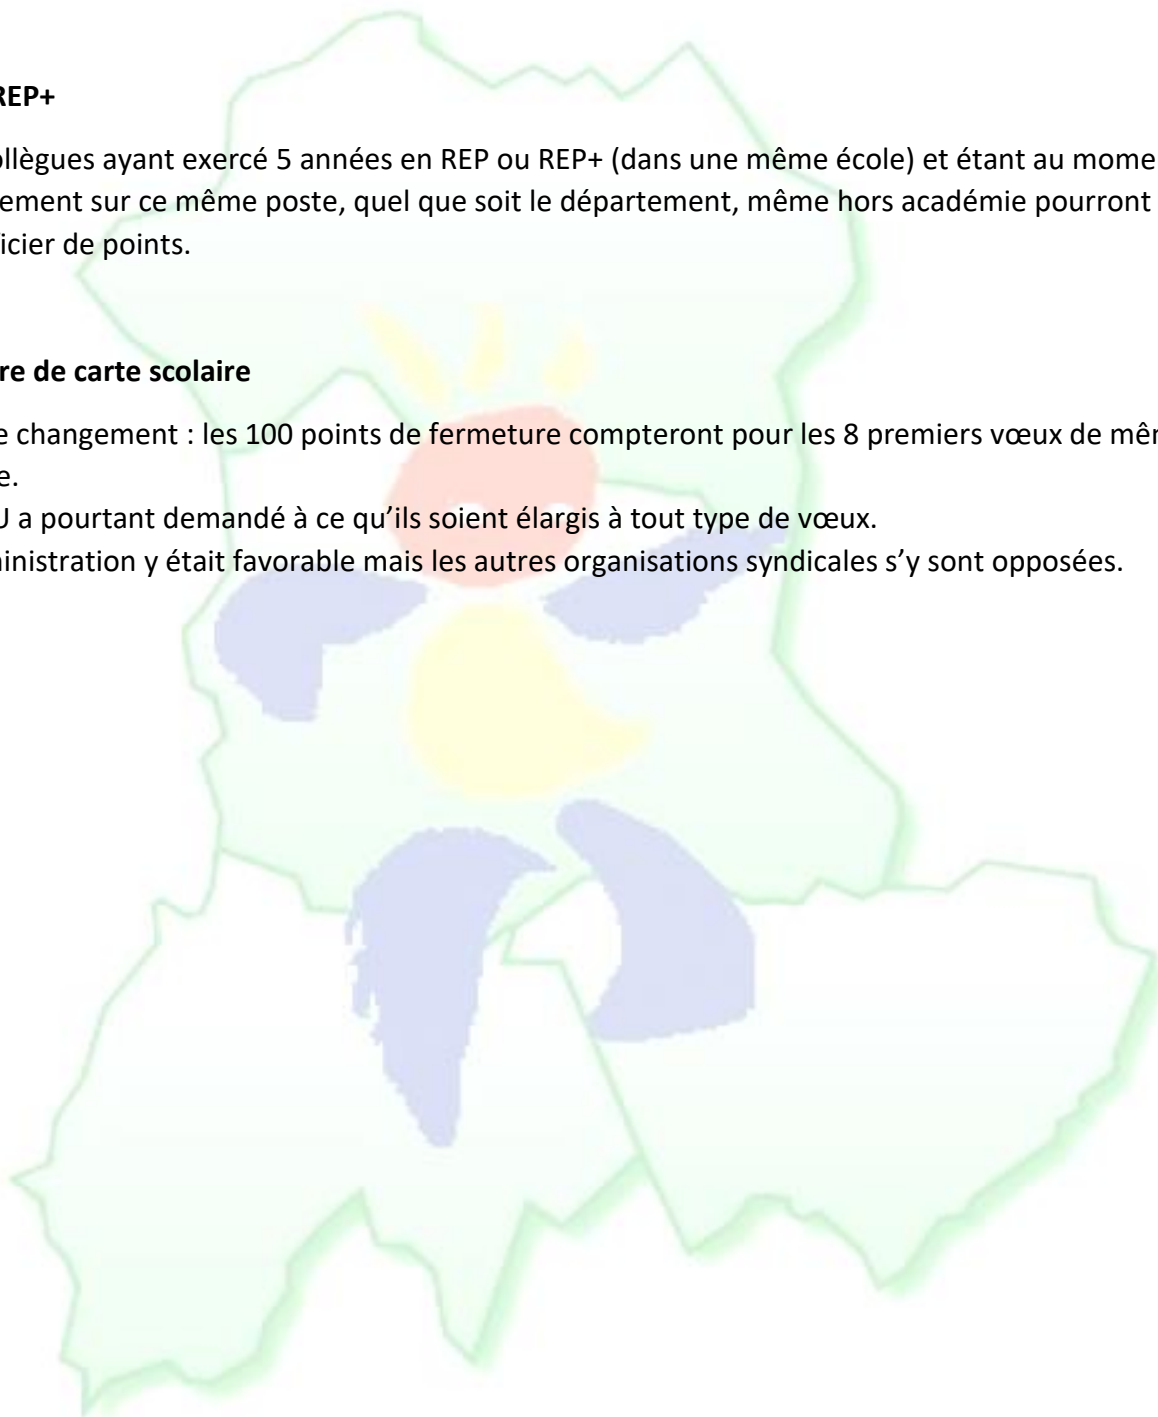 REP+
ollègues ayant exercé 5 années en REP ou REP+ (dans une même école) et étant au mome
ement sur ce même poste, quel que soit le département, même hors académie pourront
icier de points.
re de carte scolaire
e changement : les 100 points de fermeture compteront pour les 8 premiers vœux de mêm
e.
U a pourtant demandé à ce qu’ils soient élargis à tout type de vœux.
ministration y était favorable mais les autres organisations syndicales s’y sont opposées.